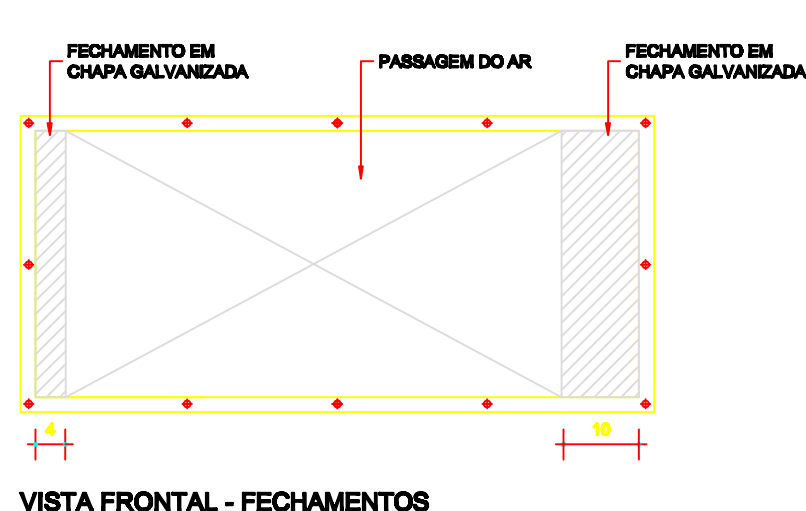 FECHAMENTO EM
CHAPA GALVANIZADA
PASSAGEM DO AR
FECHAMENTO EM
CHAPA GALVANIZADA
4
10
VISTA FRONTAL - FECHAMENTOS